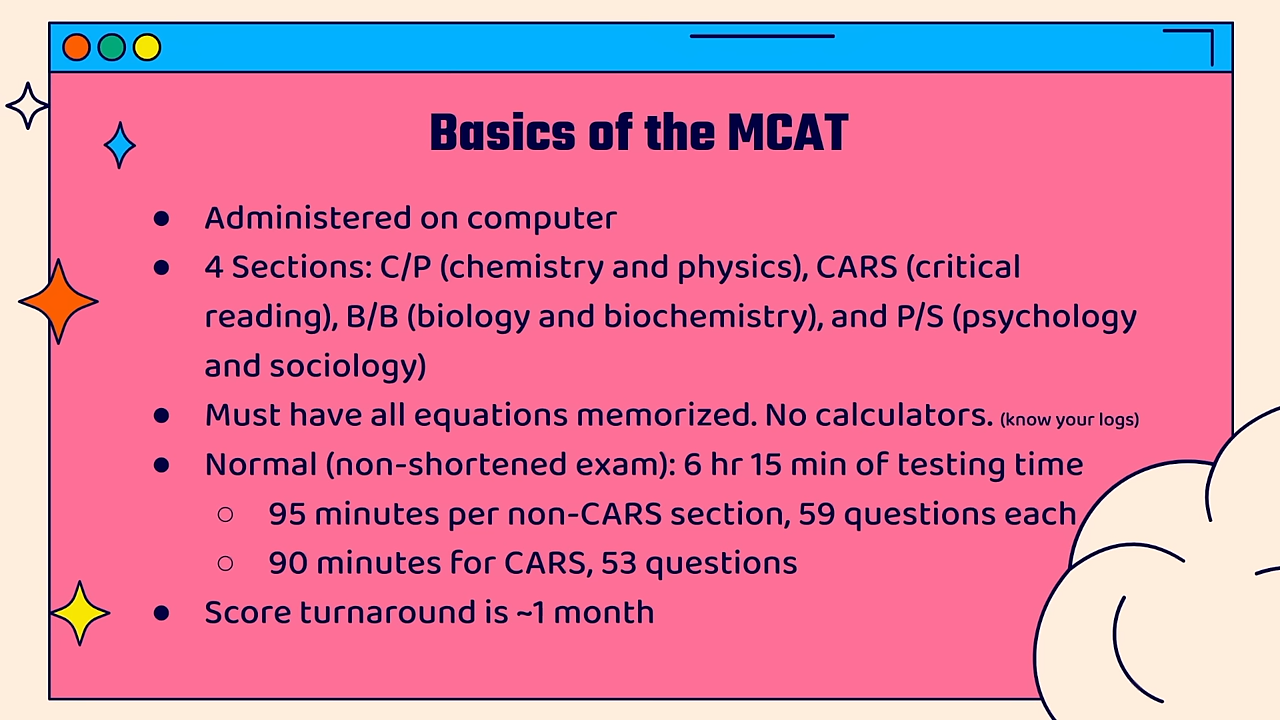 Basics of the MCAT
● Administered on computer
● 4 Sections: C/P (chemistry and physics), CARS (critical
reading), B/B (biology and biochemistry), and P/S (psychology
and sociology)
● Must have all equations memorized. No calculators. (know your logs)
● Normal (non-shortened exam): 6 hr 15 min of testing time
○ 95 minutes per non-CARS section, 59 questions each
○ 90 minutes for CARS, 53 questions
● Score turnaround is ~1 month